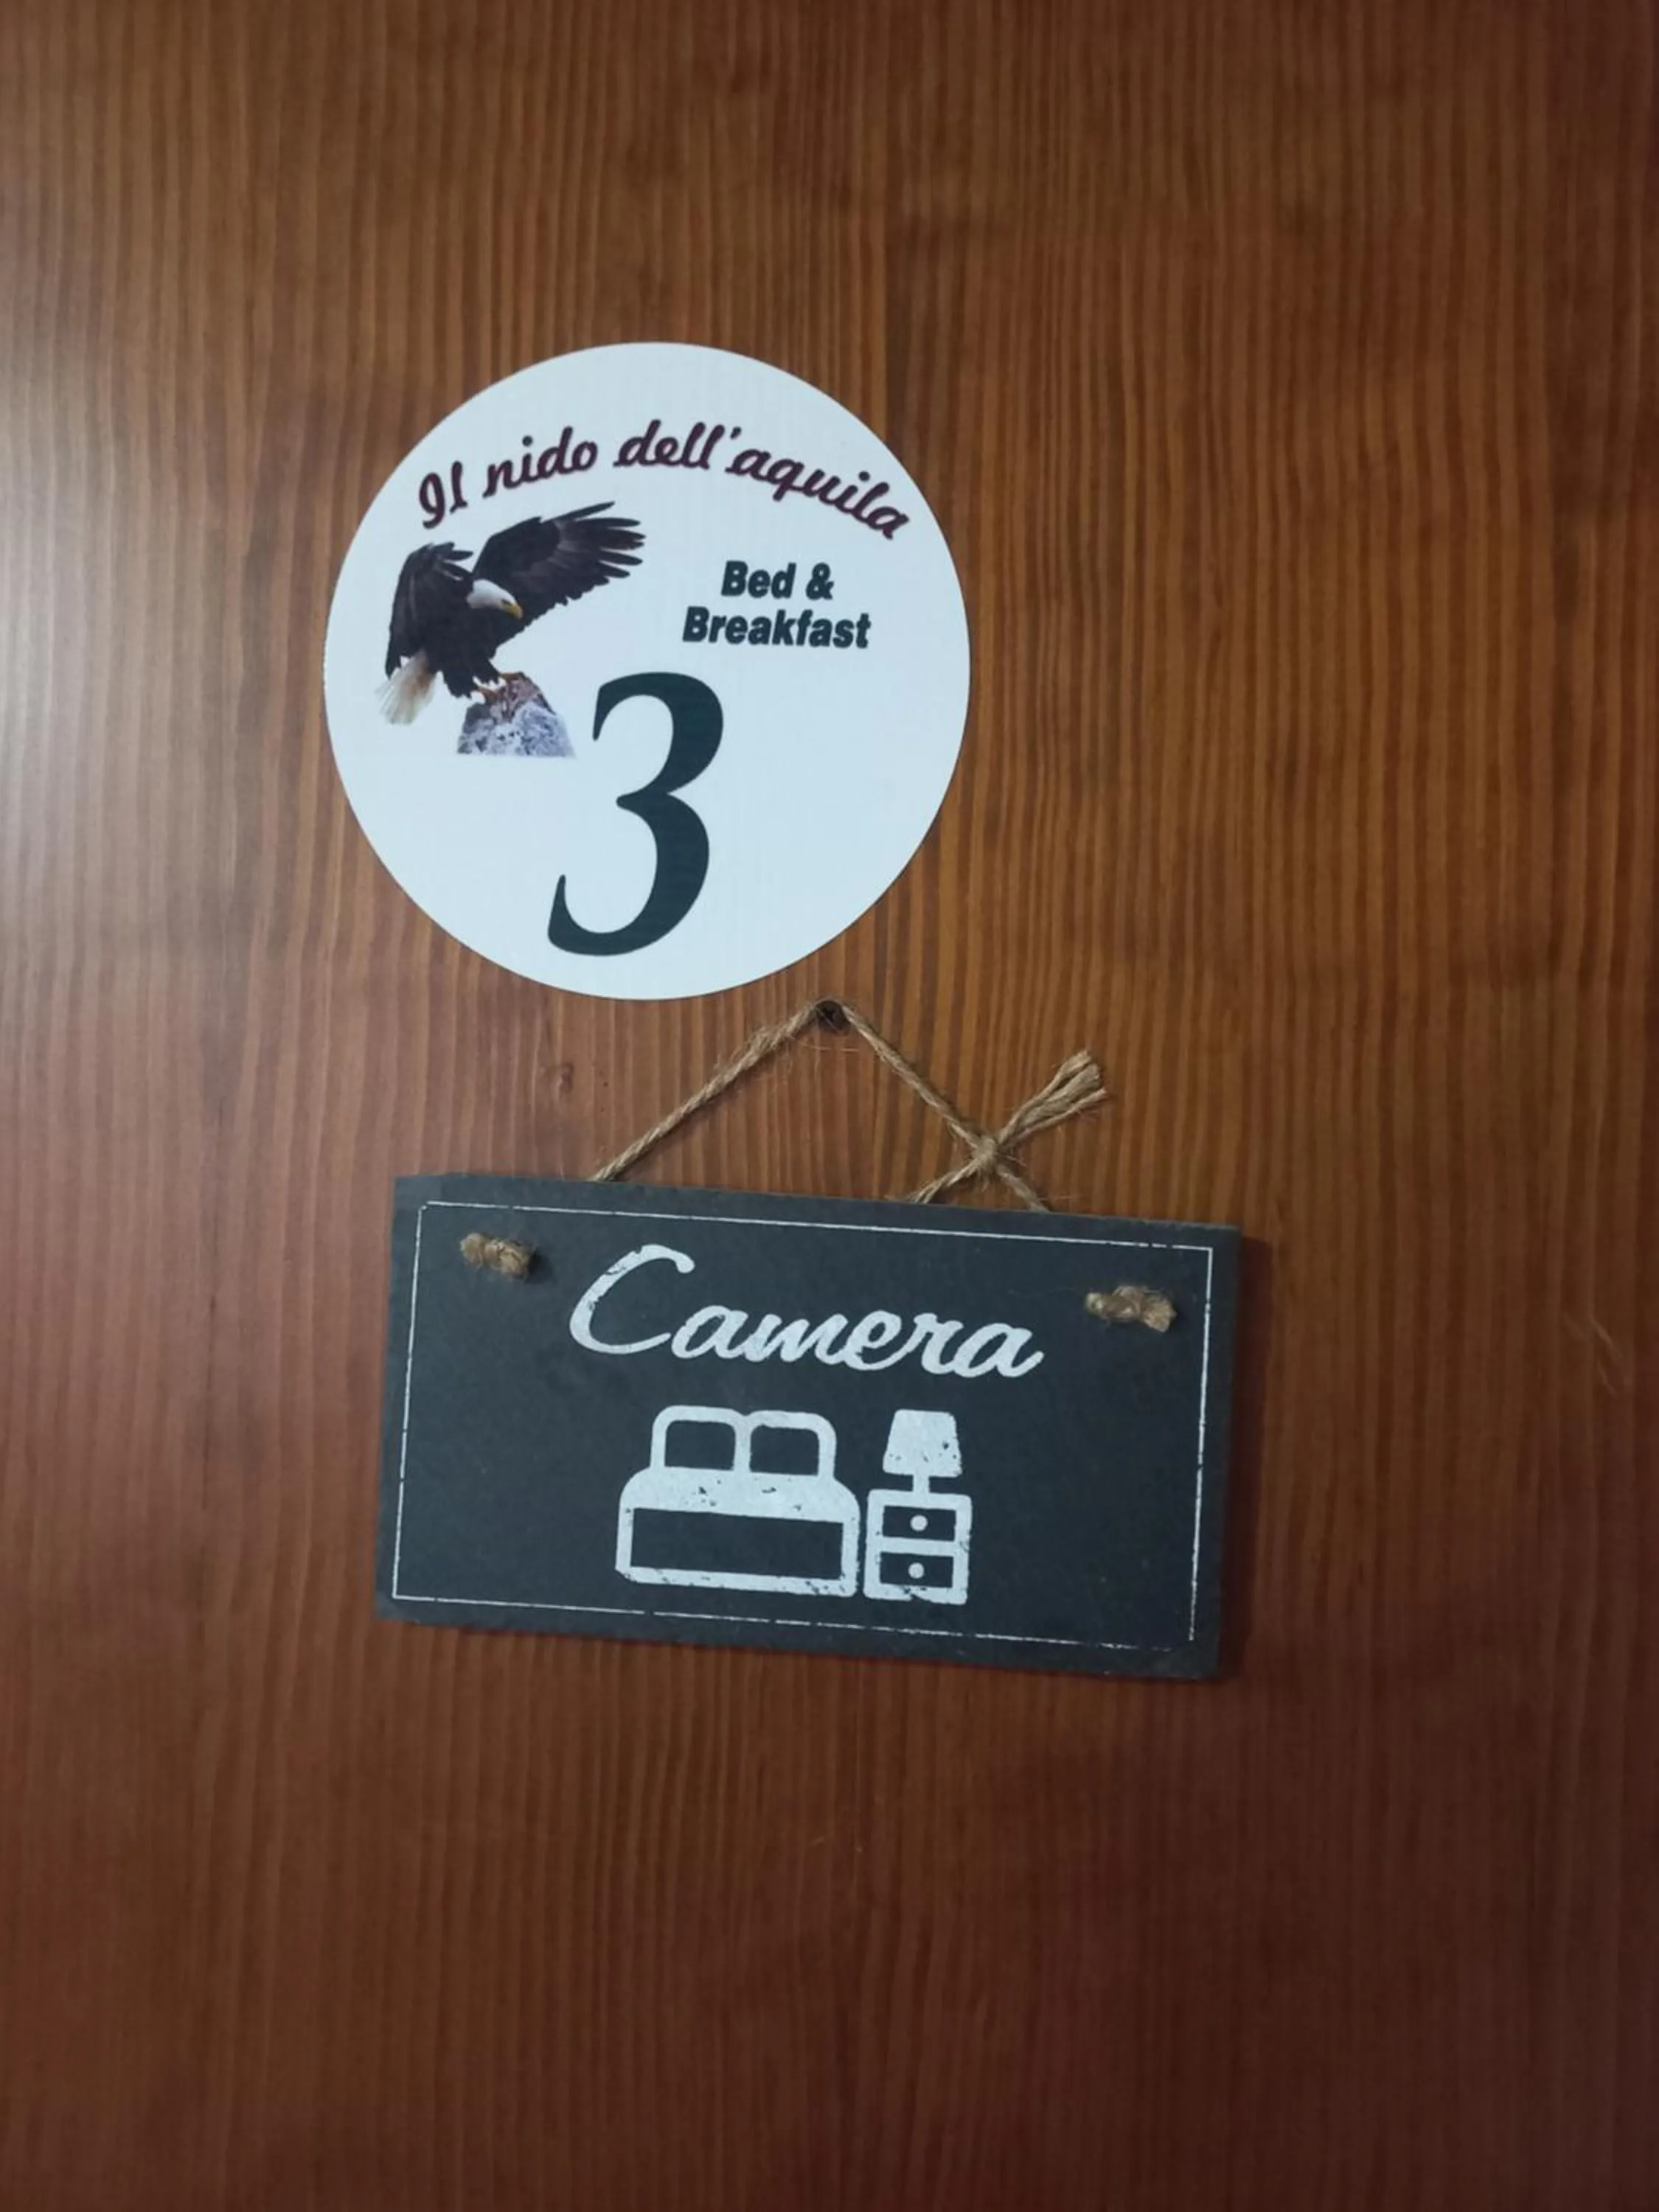 Il nido dell'aquila
Bed &
Breakfast
3
Camera